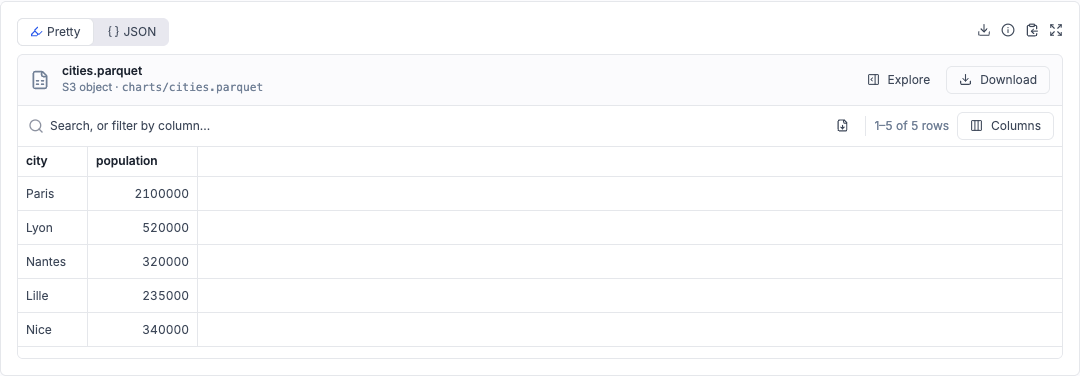 Pretty
{ } JSON
cities.parquet
S3 object · charts/cities.parquet
Explore
Download
Search, or filter by column...
1–5 of 5 rows
Columns
city population
Paris 2100000
Lyon 520000
Nantes 320000
Lille 235000
Nice 340000